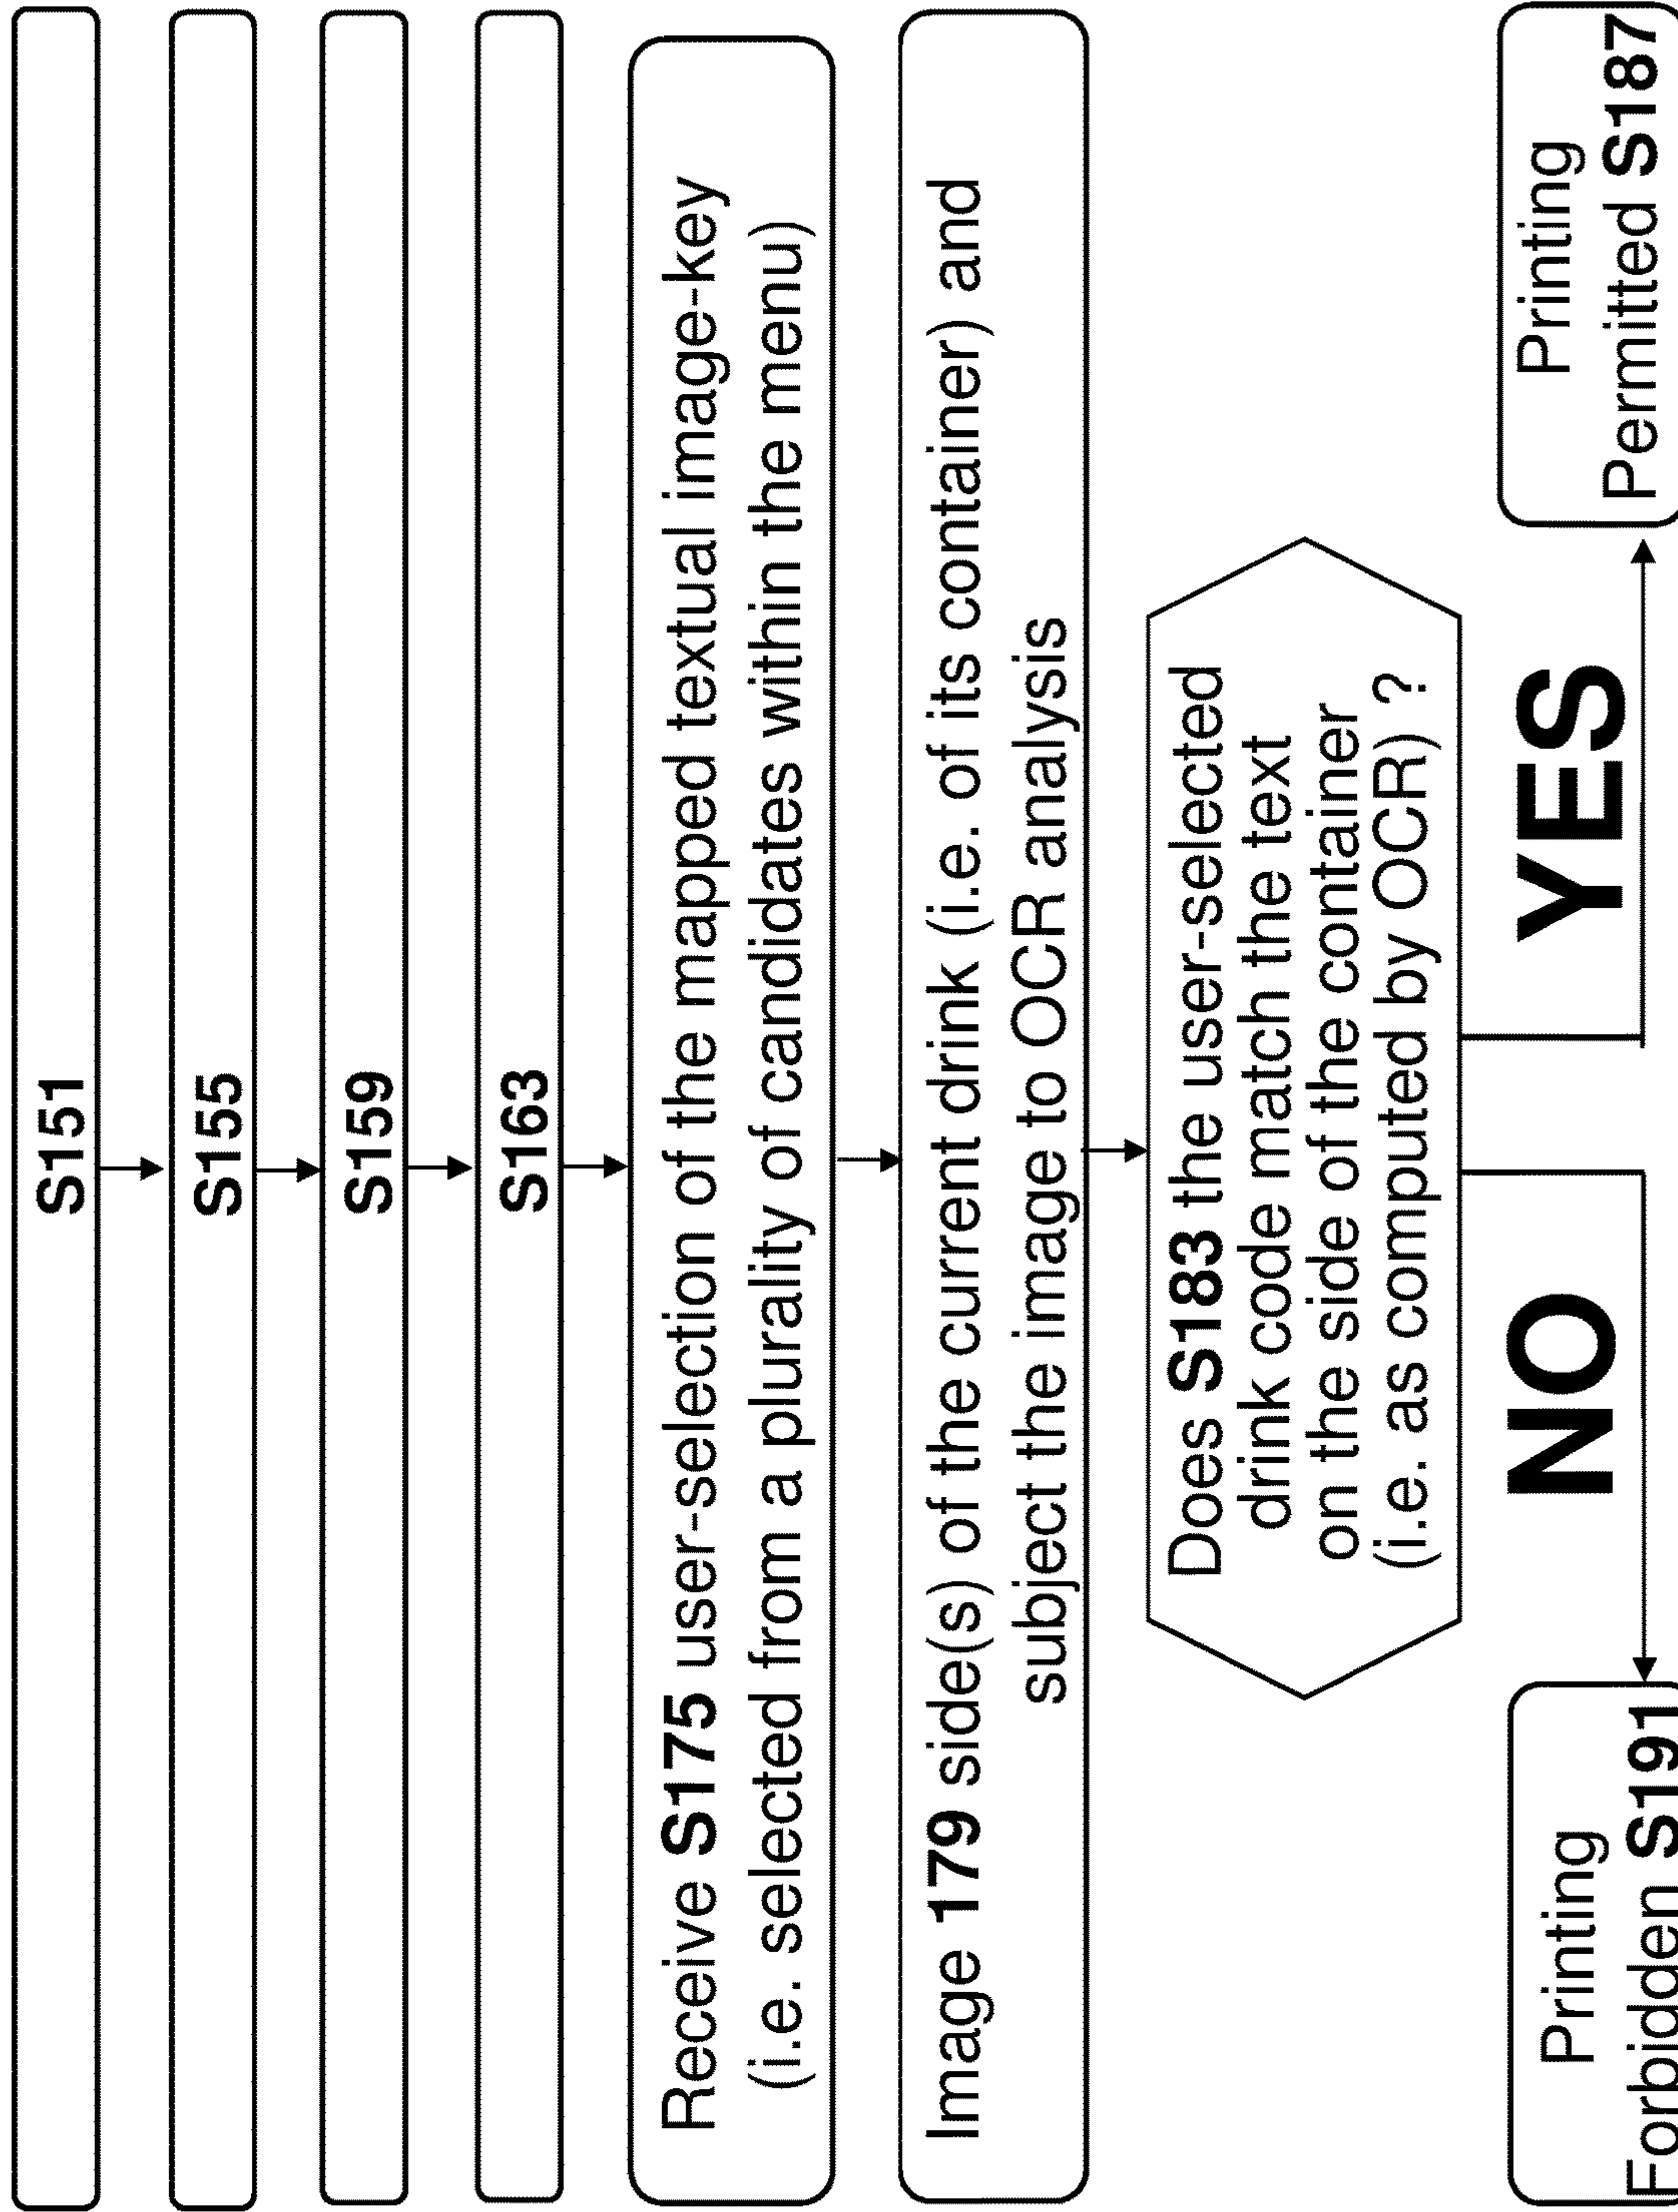 S151
S155
S159
S163
Receive S175 user-selection of the mapped textual image-key
(i.e. selected from a plurality of candidates within the menu)
Image 179 side(s) of the current drink (i.e. of its container) and
subject the image to OCR analysis
Does S183 the user-selected
drink code match the text
on the side of the container
(i.e. as computed by OCR) ?
NO
YES
Printing
Forbidden S191
Printing
Permitted S187